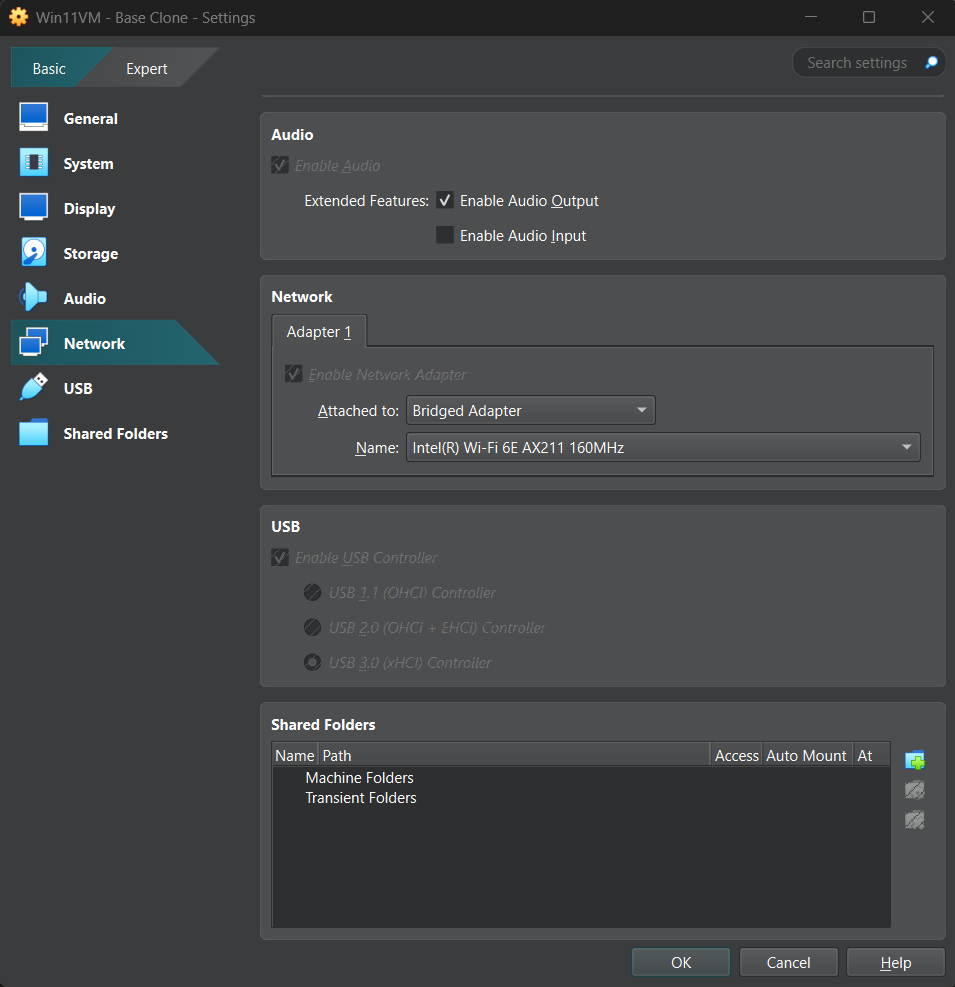 Win11VM - Base Clone - Settings
Basic
Expert
Search settings
General
System
Display
Storage
Audio
Network
USB
Shared Folders
Audio
Enable Audio
Extended Features:
Enable Audio Output
Enable Audio Input
Network
Adapter 1
Enable Network Adapter
Attached to:
Bridged Adapter
Name:
Intel(R) Wi-Fi 6E AX211 160MHz
USB
Enable USB Controller
USB 1.1 (OHCI) Controller
USB 2.0 (OHCI + EHCI) Controller
USB 3.0 (xHCI) Controller
Shared Folders
Name Path Access Auto Mount At
Machine Folders
Transient Folders
OK
Cancel
Help